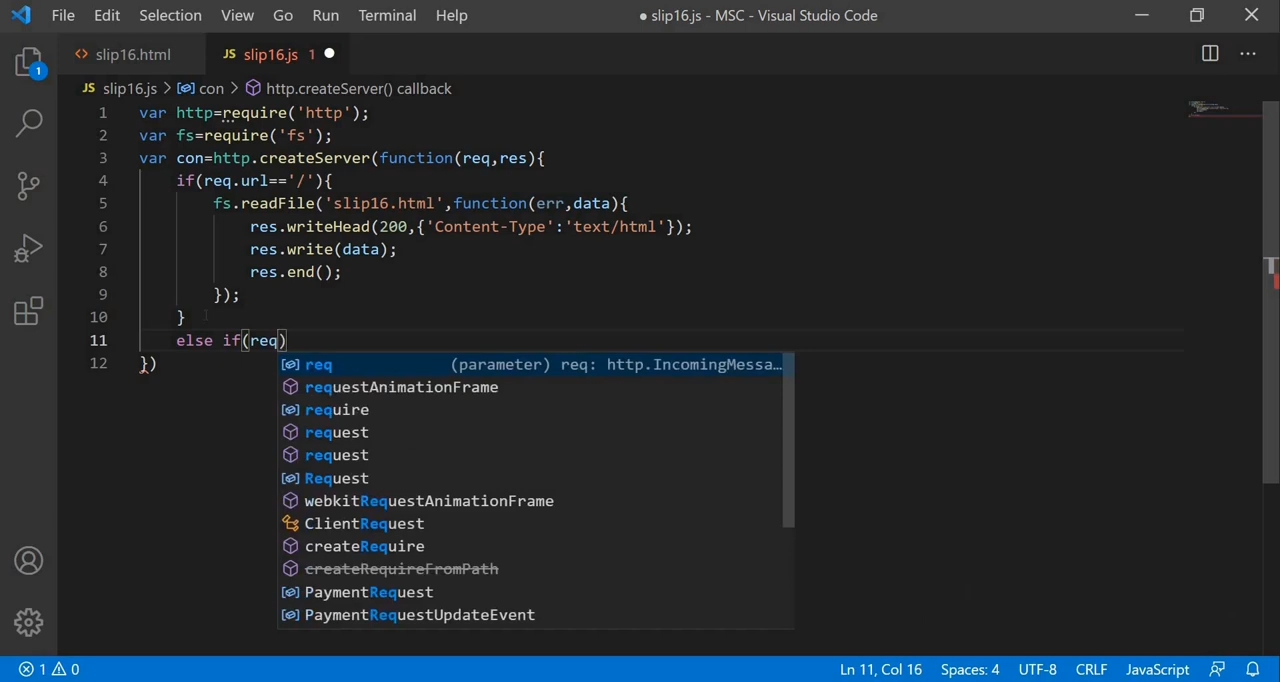 File Edit Selection View Go Run Terminal Help ● slip16.js - MSC - Visual Studio Code
<> slip16.html JS slip16.js 1 ●
JS slip16.js > con > http.createServer() callback
1 var http=require('http');
2 var fs=require('fs');
3 var con=http.createServer(function(req,res){
4 if(req.url=='/'){
5 fs.readFile('slip16.html',function(err,data){
6 res.writeHead(200,{'Content-Type':'text/html'});
7 res.write(data);
8 res.end();
9 });
10 }
11 else if(req)
12 })
req (parameter) req: http.IncomingMessa…
requestAnimationFrame
require
request
request
Request
webkitRequestAnimationFrame
ClientRequest
createRequire
createRequireFromPath
PaymentRequest
PaymentRequestUpdateEvent
1
1 0 Ln 11, Col 16 Spaces: 4 UTF-8 CRLF JavaScript